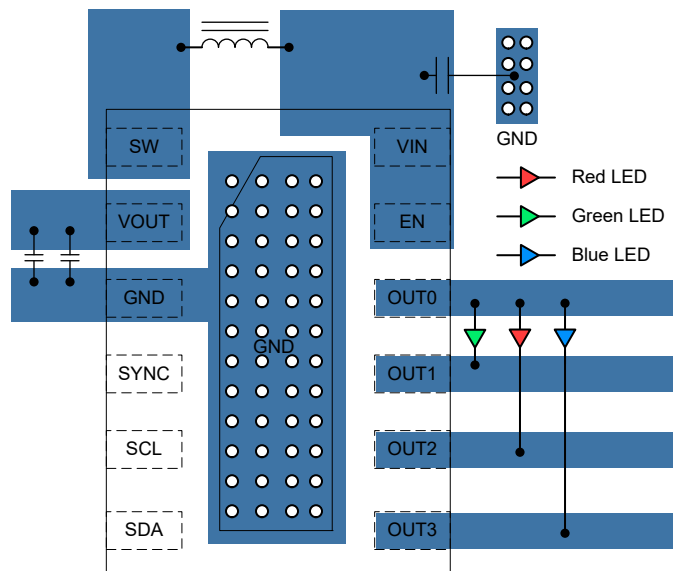 GND
SW
VIN
Red LED
VOUT
EN
Green LED
Blue LED
GND
OUT0
GND
SYNC
OUT1
SCL
OUT2
SDA
OUT3